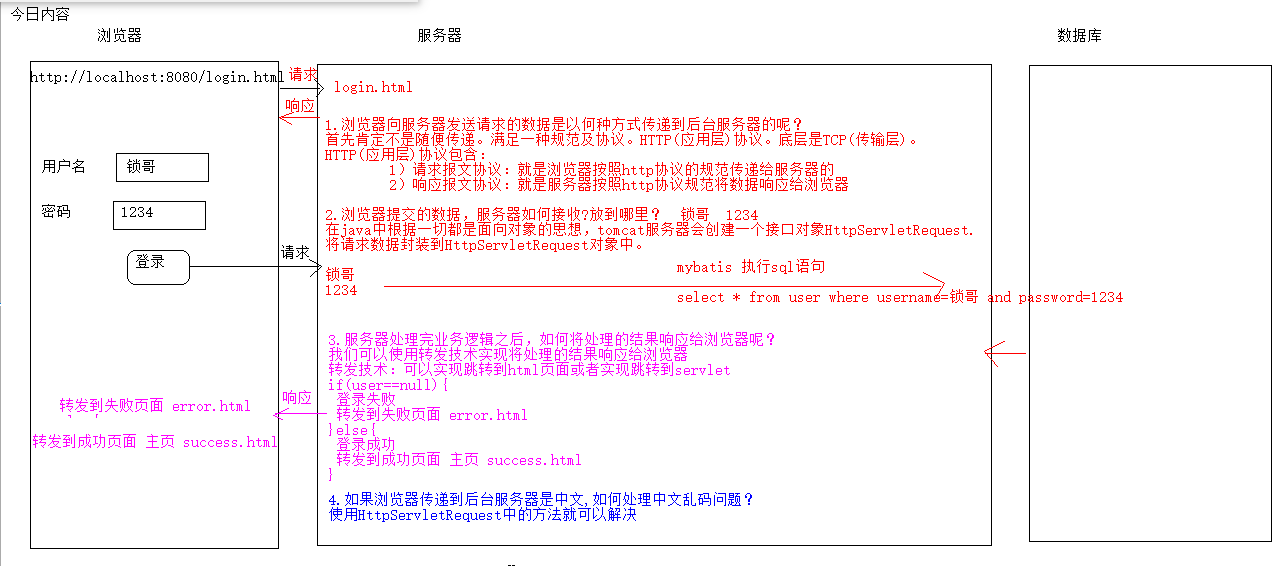 今日内容
浏览器
服务器
数据库
http://localhost:8080/login.html
请求
login.html
响应
1.浏览器向服务器发送请求的数据是以何种方式传递到后台服务器的呢？
首先肯定不是随便传递。满足一种规范及协议。HTTP(应用层)协议。底层是TCP(传输层)。
HTTP(应用层)协议包含：
1）请求报文协议：就是浏览器按照http协议的规范传递给服务器的
2）响应报文协议：就是服务器按照http协议规范将数据响应给浏览器
用户名 锁哥
密码 1234
登录
请求
2.浏览器提交的数据，服务器如何接收?放到哪里？ 锁哥 1234
在java中根据一切都是面向对象的思想，tomcat服务器会创建一个接口对象HttpServletRequest.
将请求数据封装到HttpServletRequest对象中。
锁哥
1234
mybatis 执行sql语句
select * from user where username=锁哥 and password=1234
3.服务器处理完业务逻辑之后，如何将处理的结果响应给浏览器呢？
我们可以使用转发技术实现将处理的结果响应给浏览器
转发技术：可以实现跳转到html页面或者实现跳转到servlet
if(user==null){
登录失败
转发到失败页面 error.html
}else{
登录成功
转发到成功页面 主页 success.html
}
响应
转发到失败页面 error.html
转发到成功页面 主页 success.html
4.如果浏览器传递到后台服务器是中文,如何处理中文乱码问题？
使用HttpServletRequest中的方法就可以解决